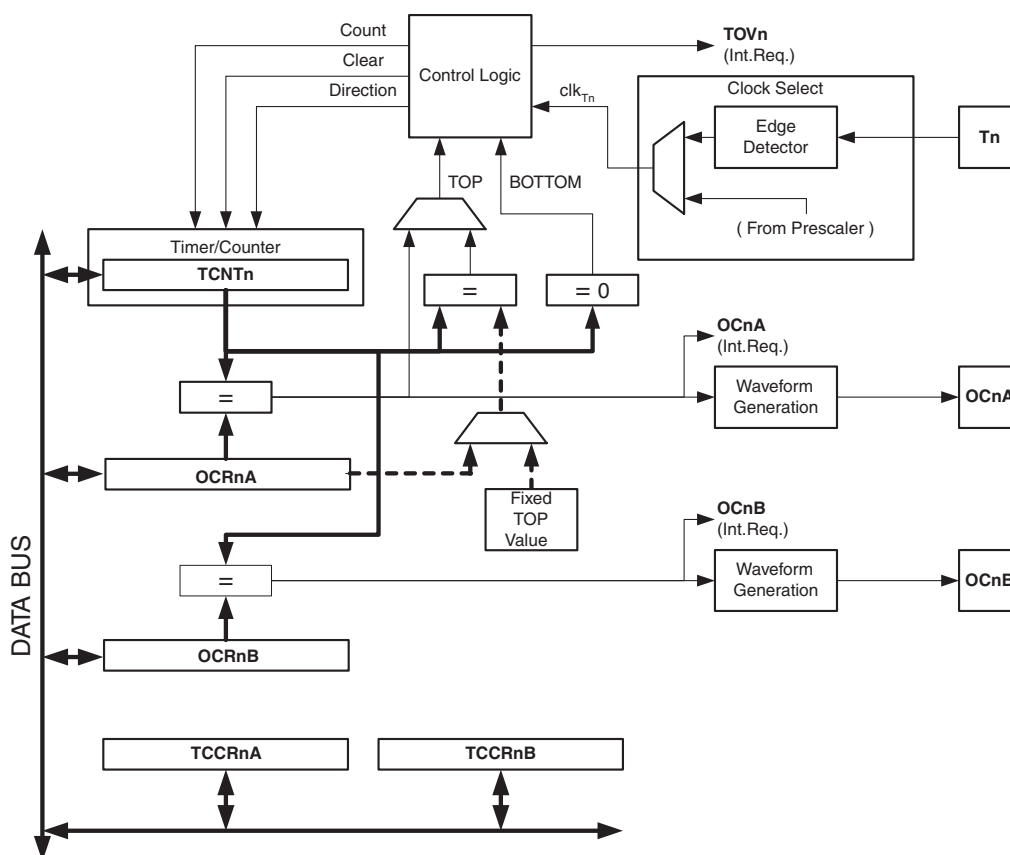 Count
Clear
Direction
Control Logic
TOVn
(Int.Req.)
clkTn
Clock Select
Edge
Detector
Tn
( From Prescaler )
TOP
BOTTOM
Timer/Counter
TCNTn
=
= 0
OCnA
(Int.Req.)
=
Waveform
Generation
OCnA
OCRnA
Fixed
TOP
Value
OCnB
(Int.Req.)
=
Waveform
Generation
OCnB
OCRnB
DATA BUS
TCCRnA
TCCRnB